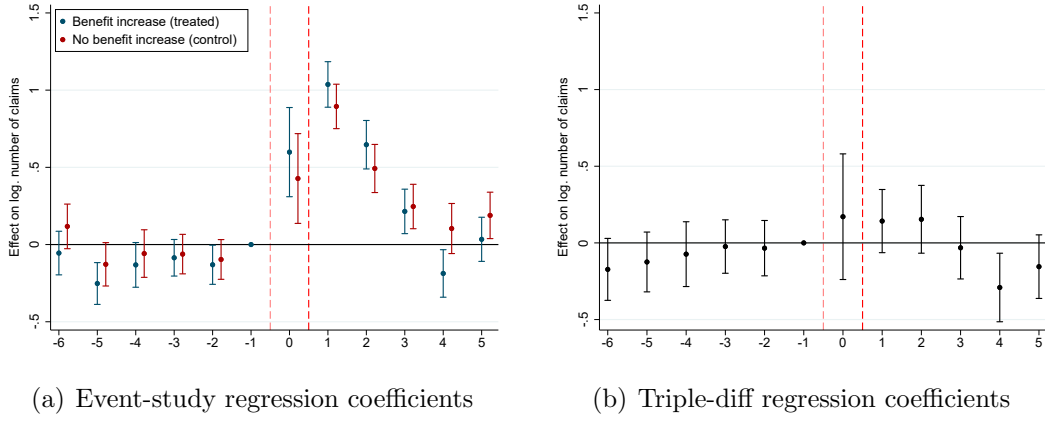 Effect on log. number of claims
1.5
1
.5
0
-.5
Benefit increase (treated)
No benefit increase (control)
-6 -5 -4 -3 -2 -1 0 1 2 3 4 5
(a) Event-study regression coefficients
Effect on log. number of claims
1.5
1
.5
0
-.5
-6 -5 -4 -3 -2 -1 0 1 2 3 4 5
(b) Triple-diff regression coefficients